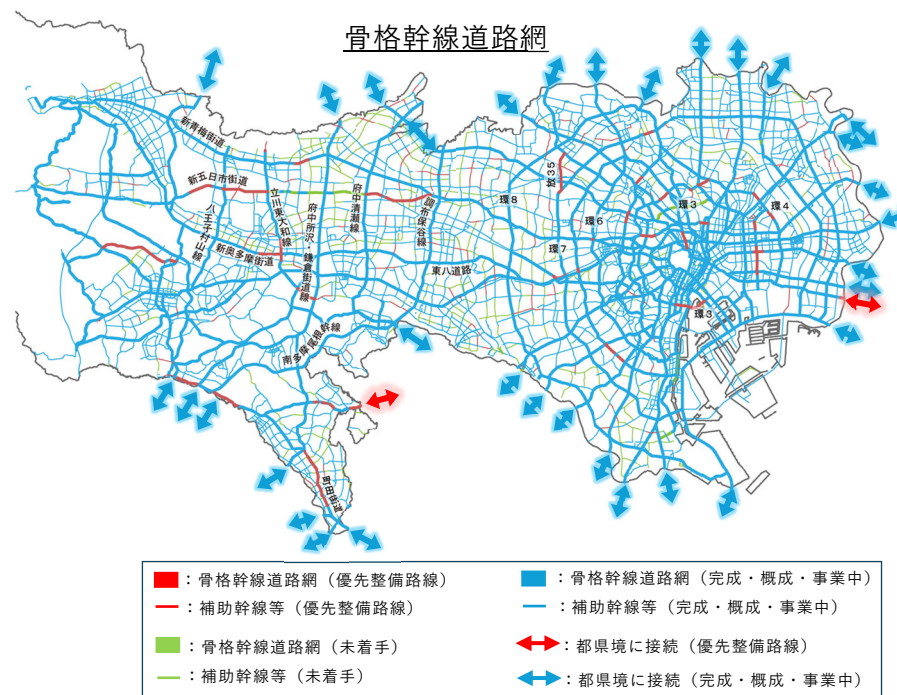 骨格幹線道路網
新青梅街道
新五日市街道
立川東大和線
府中所沢・鎌倉街道線
府中清瀬線
調布保谷線
八王子村山線
新奥多摩街道
東八道路
南多摩尾根幹線
町田街道
環8
環7
環6
放35
環3
環4
環3
：骨格幹線道路網（優先整備路線）
：補助幹線等（優先整備路線）
：骨格幹線道路網（未着手）
：補助幹線等（未着手）
：骨格幹線道路網（完成・概成・事業中）
：補助幹線等（完成・概成・事業中）
：都県境に接続（優先整備路線）
：都県境に接続（完成・概成・事業中）